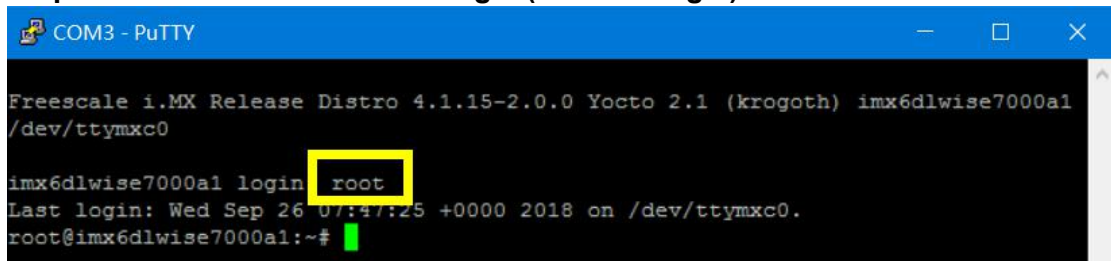 COM3 - PuTTY
Freescale i.MX Release Distro 4.1.15-2.0.0 Yocto 2.1 (krogoth) imx6dlwise7000a1
/dev/ttymxc0
imx6dlwise7000a1 login root
Last login: Wed Sep 26 07:47:25 +0000 2018 on /dev/ttymxc0.
root@imx6dlwise7000a1:~#